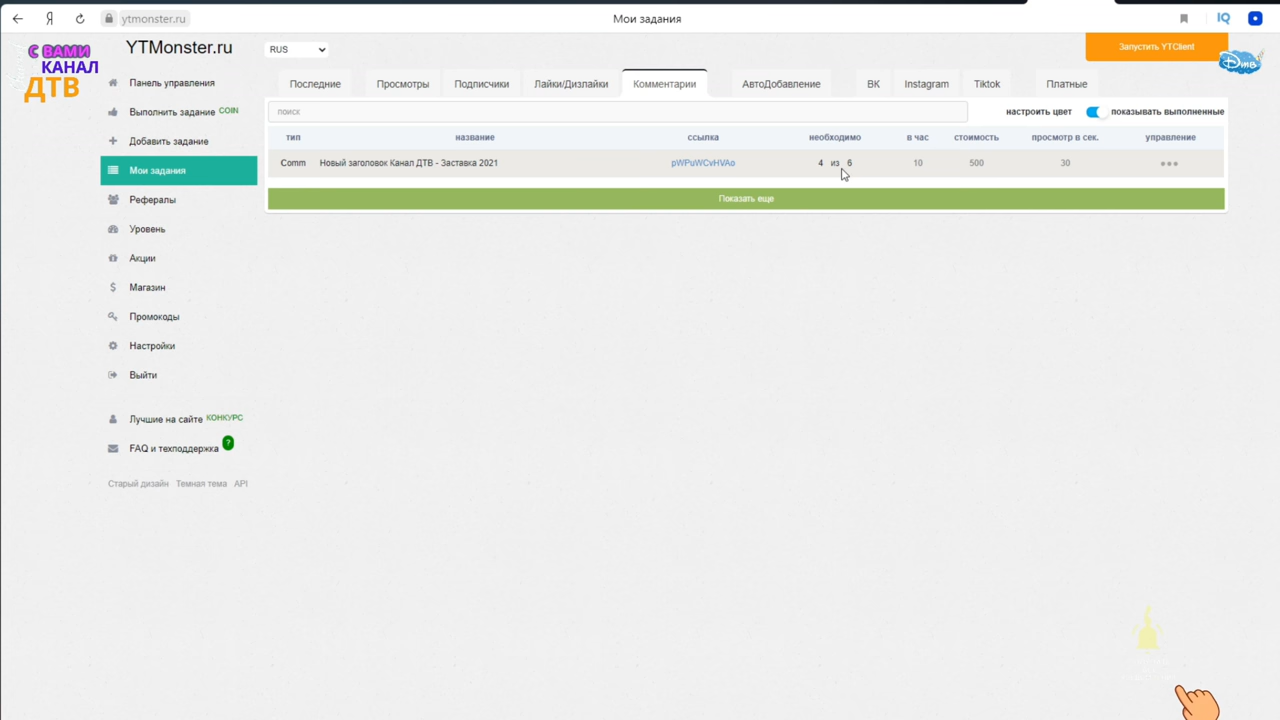 ytmonster.ru
Мои задания
IQ
С ВАМИ
КАНАЛ
ДТВ
YTMonster.ru
RUS
Запустить YTClient
Панель управления
Выполнить задание COIN
Добавить задание
Мои задания
Рефералы
Уровень
Акции
Магазин
Промокоды
Настройки
Выйти
Лучшие на сайте КОНКУРС
FAQ и техподдержка ?
Старый дизайн Темная тема API
Последние Просмотры Подписчики Лайки/Дизлайки Комментарии АвтоДобавление ВК Instagram Tiktok Платные
поиск настроить цвет показывать выполненные
тип название ссылка необходимо в час стоимость просмотр в сек. управление
Comm Новый заголовок Канал ДТВ - Заставка 2021 pWPuWCvHVAo 4 из 6 10 500 30
Показать еще